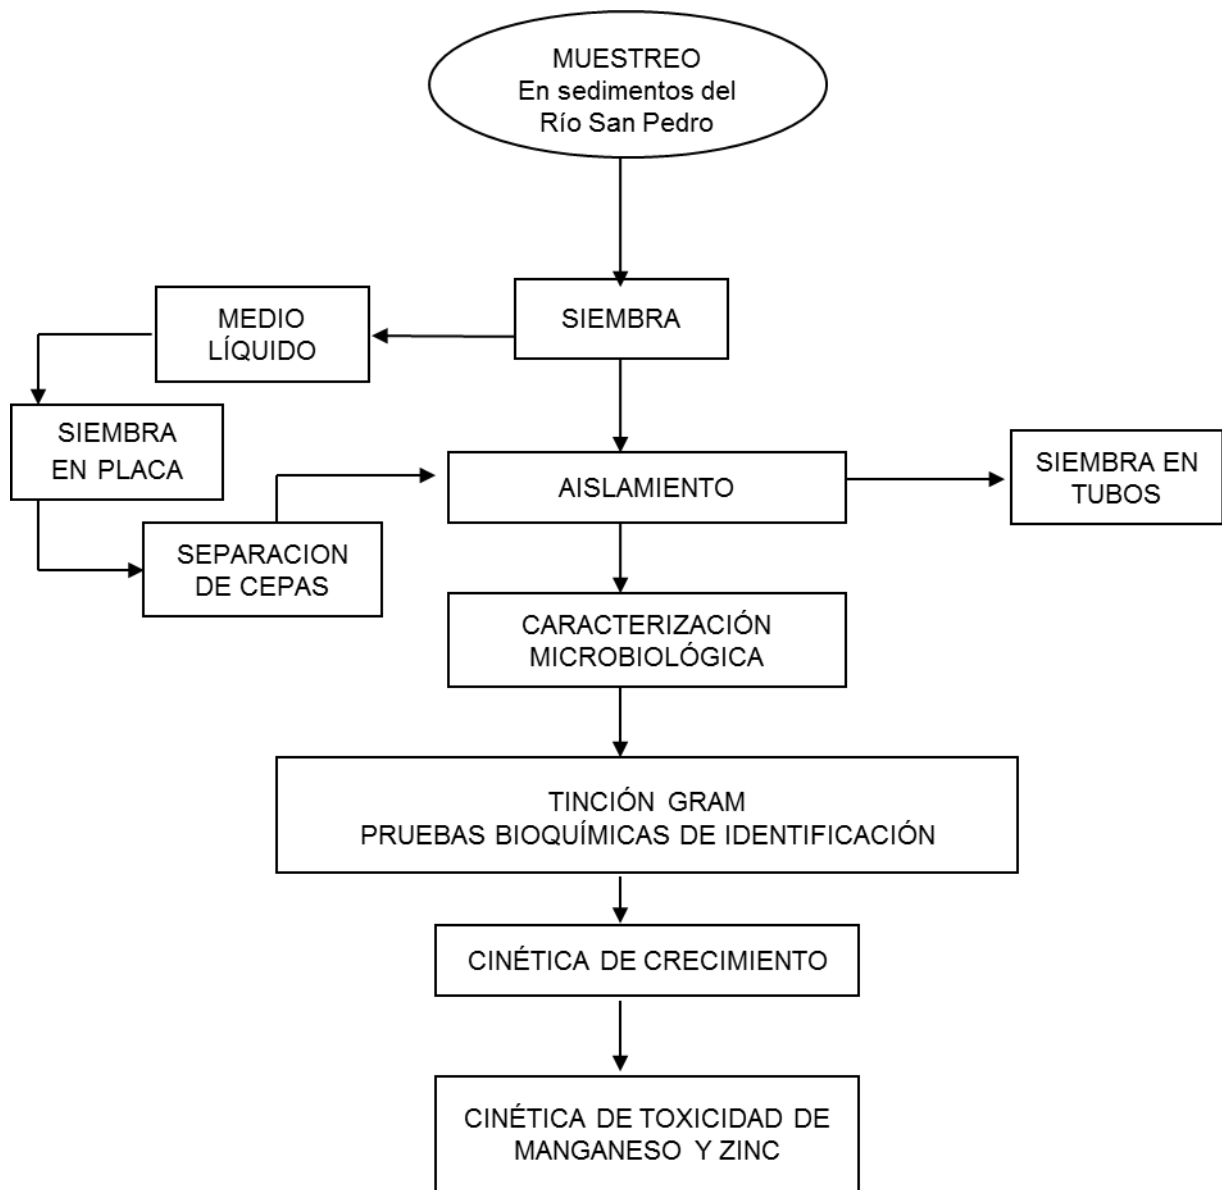 MUESTREO
En sedimentos del
Río San Pedro
SIEMBRA
MEDIO
LÍQUIDO
SIEMBRA
EN PLACA
SEPARACION
DE CEPAS
AISLAMIENTO
SIEMBRA EN
TUBOS
CARACTERIZACIÓN
MICROBIOLÓGICA
TINCIÓN GRAM
PRUEBAS BIOQUÍMICAS DE IDENTIFICACIÓN
CINÉTICA DE CRECIMIENTO
CINÉTICA DE TOXICIDAD DE
MANGANESO Y ZINC